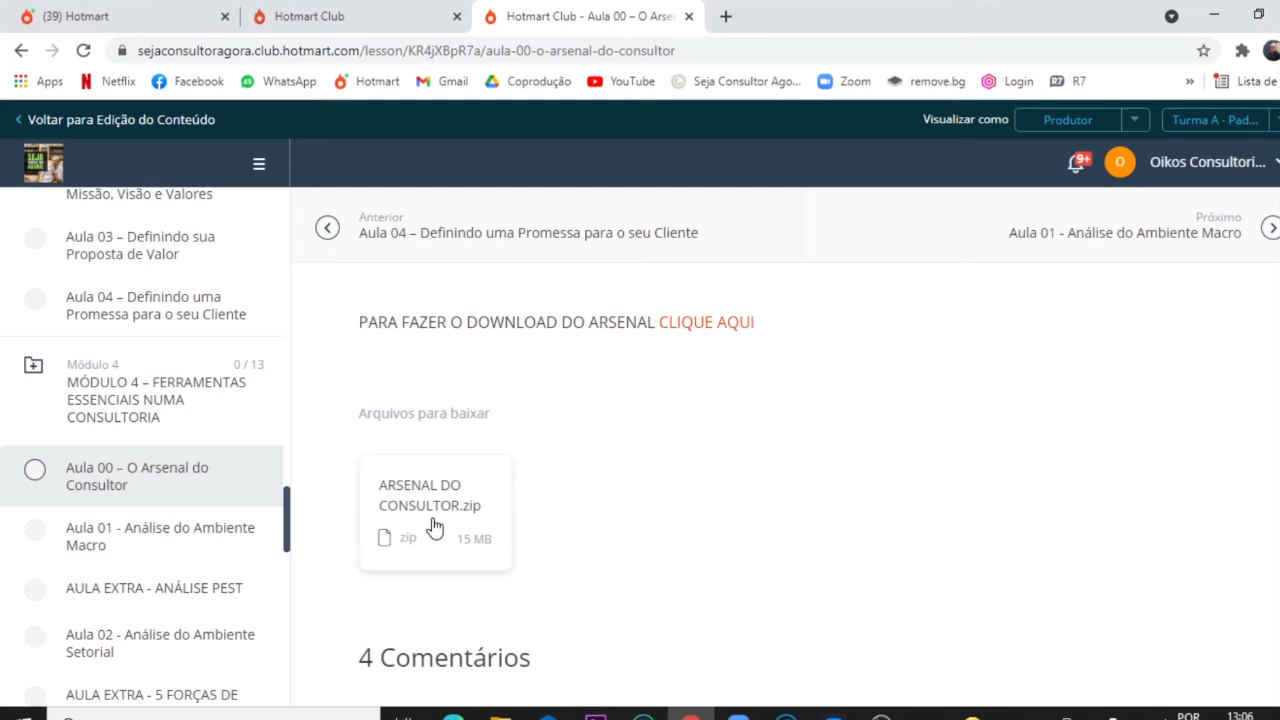 (39) Hotmart
Hotmart Club
Hotmart Club - Aula 00 – O Arse
sejaconsultoragora.club.hotmart.com/lesson/KR4jXBpR7a/aula-00-o-arsenal-do-consultor
Apps Netflix Facebook WhatsApp Hotmart Gmail Coprodução YouTube Seja Consultor Ago... Zoom remove.bg Login R7 » Lista de
Voltar para Edição do Conteúdo
Visualizar como Produtor Turma A - Pad...
9+ O Oikos Consultori...
Missão, Visão e Valores
Aula 03 – Definindo sua
Proposta de Valor
Aula 04 – Definindo uma
Promessa para o seu Cliente
Módulo 4 0 / 13
MÓDULO 4 – FERRAMENTAS
ESSENCIAIS NUMA
CONSULTORIA
Aula 00 – O Arsenal do
Consultor
Aula 01 - Análise do Ambiente
Macro
AULA EXTRA - ANÁLISE PEST
Aula 02 - Análise do Ambiente
Setorial
AULA EXTRA - 5 FORÇAS DE
Anterior
Aula 04 – Definindo uma Promessa para o seu Cliente
Próximo
Aula 01 - Análise do Ambiente Macro
PARA FAZER O DOWNLOAD DO ARSENAL CLIQUE AQUI
Arquivos para baixar
ARSENAL DO
CONSULTOR.zip
zip 15 MB
4 Comentários
POR 13:06